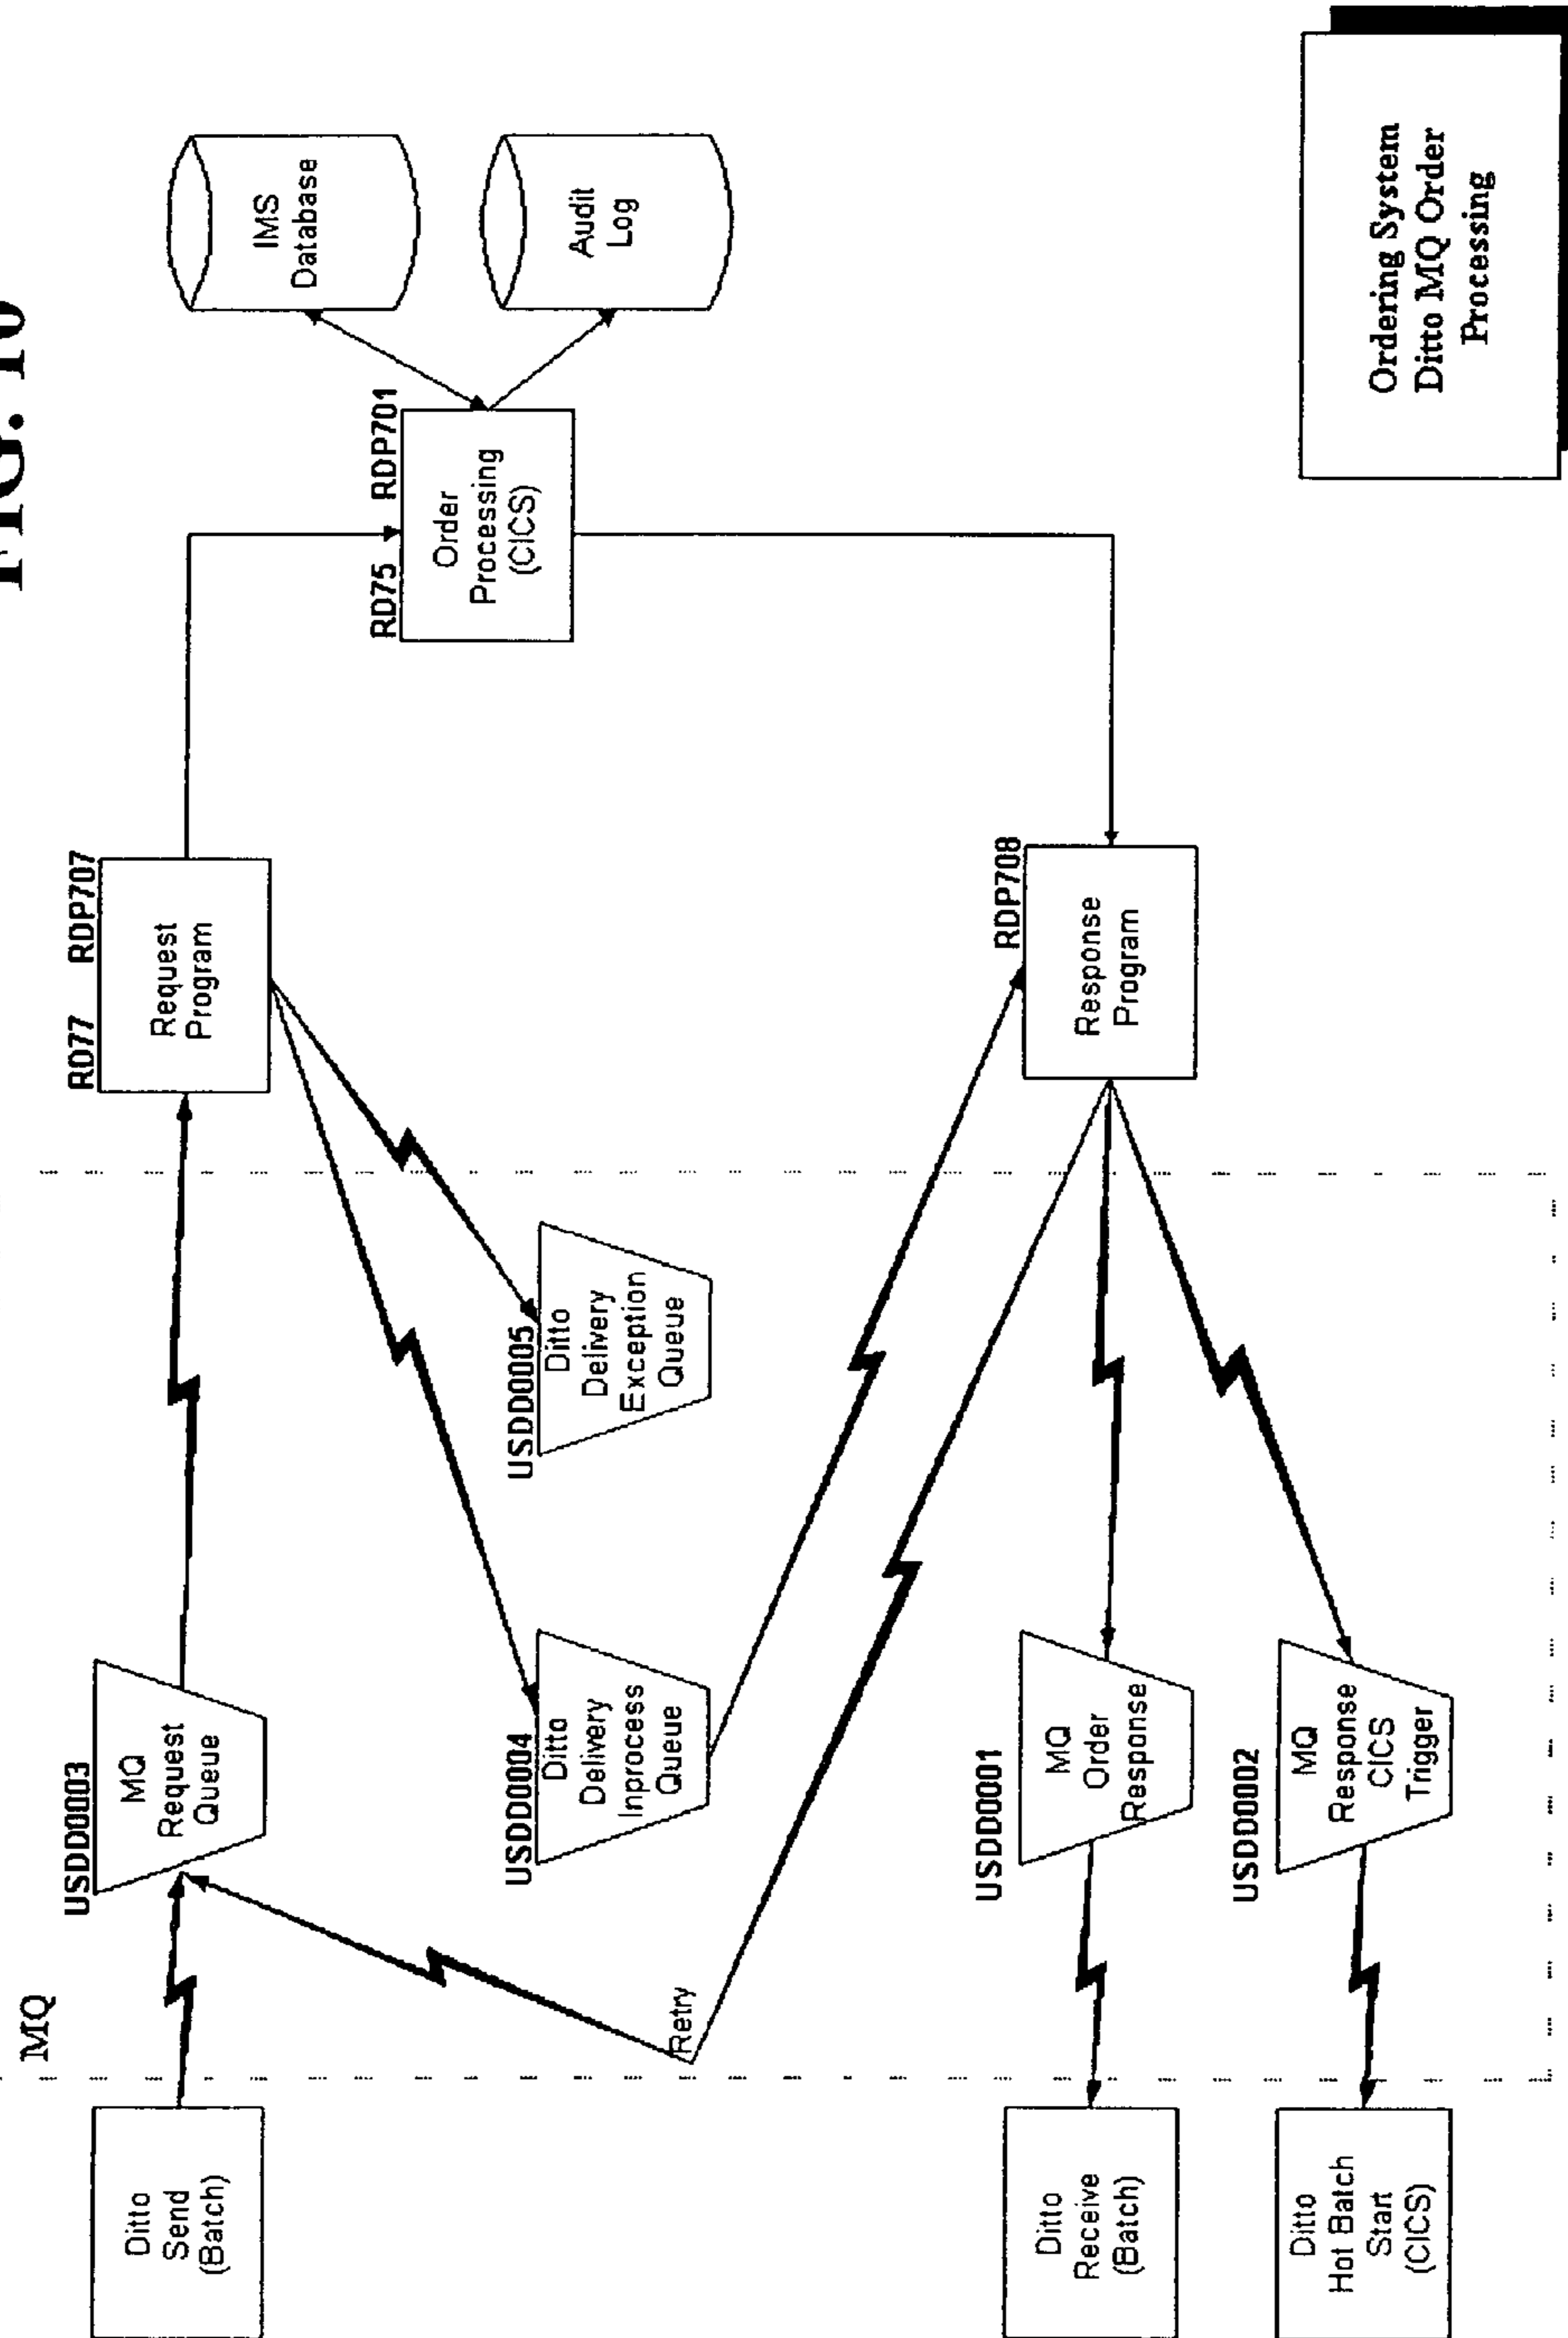 FIG. 10
MQ
Ditto
Send
(Batch)
USDD0003
MQ
Request
Queue
RD77 RDP707
Request
Program
RD75 RDP701
Order
Processing
(CICS)
IMS
Database
Audit
Log
USDD0004
Ditto
Delivery
Inprocess
Queue
USDD0005
Ditto
Delivery
Exception
Queue
Retry
Ditto
Receive
(Batch)
USDD0001
MQ
Order
Response
RDP708
Response
Program
Ditto
Hot Batch
Start
(CICS)
USDD0002
MQ
Response
CICS
Trigger
Ordering System
Ditto MQ Order
Processing